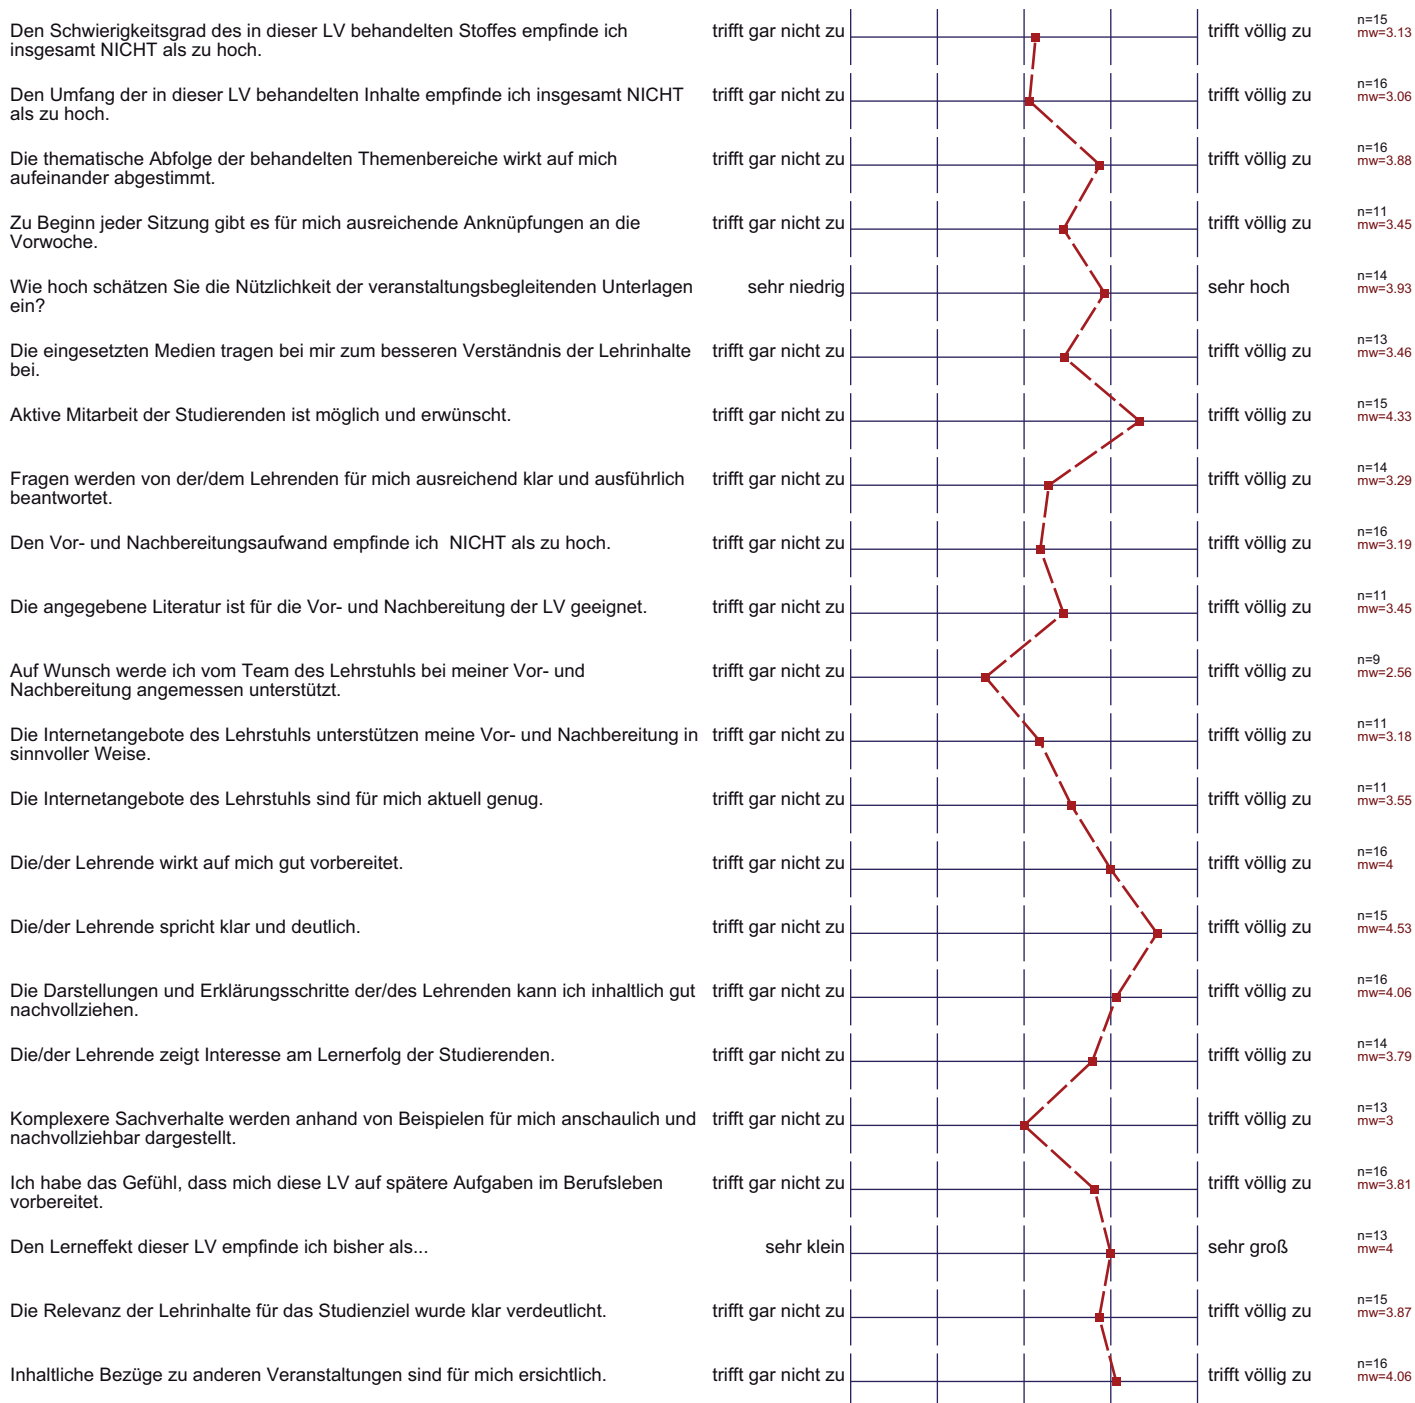 Den Schwierigkeitsgrad des in dieser LV behandelten Stoffes empfinde ich
insgesamt NICHT als zu hoch.
trifft gar nicht zu
trifft völlig zu
n=15
mw=3.13
Den Umfang der in dieser LV behandelten Inhalte empfinde ich insgesamt NICHT
als zu hoch.
trifft gar nicht zu
trifft völlig zu
n=16
mw=3.06
Die thematische Abfolge der behandelten Themenbereiche wirkt auf mich
aufeinander abgestimmt.
trifft gar nicht zu
trifft völlig zu
n=16
mw=3.88
Zu Beginn jeder Sitzung gibt es für mich ausreichende Anknüpfungen an die
Vorwoche.
trifft gar nicht zu
trifft völlig zu
n=11
mw=3.45
Wie hoch schätzen Sie die Nützlichkeit der veranstaltungsbegleitenden Unterlagen
ein?
sehr niedrig
sehr hoch
n=14
mw=3.93
Die eingesetzten Medien tragen bei mir zum besseren Verständnis der Lehrinhalte
bei.
trifft gar nicht zu
trifft völlig zu
n=13
mw=3.46
Aktive Mitarbeit der Studierenden ist möglich und erwünscht.
trifft gar nicht zu
trifft völlig zu
n=15
mw=4.33
Fragen werden von der/dem Lehrenden für mich ausreichend klar und ausführlich
beantwortet.
trifft gar nicht zu
trifft völlig zu
n=14
mw=3.29
Den Vor- und Nachbereitungsaufwand empfinde ich  NICHT als zu hoch.
trifft gar nicht zu
trifft völlig zu
n=16
mw=3.19
Die angegebene Literatur ist für die Vor- und Nachbereitung der LV geeignet.
trifft gar nicht zu
trifft völlig zu
n=11
mw=3.45
Auf Wunsch werde ich vom Team des Lehrstuhls bei meiner Vor- und
Nachbereitung angemessen unterstützt.
trifft gar nicht zu
trifft völlig zu
n=9
mw=2.56
Die Internetangebote des Lehrstuhls unterstützen meine Vor- und Nachbereitung in
sinnvoller Weise.
trifft gar nicht zu
trifft völlig zu
n=11
mw=3.18
Die Internetangebote des Lehrstuhls sind für mich aktuell genug.
trifft gar nicht zu
trifft völlig zu
n=11
mw=3.55
Die/der Lehrende wirkt auf mich gut vorbereitet.
trifft gar nicht zu
trifft völlig zu
n=16
mw=4
Die/der Lehrende spricht klar und deutlich.
trifft gar nicht zu
trifft völlig zu
n=15
mw=4.53
Die Darstellungen und Erklärungsschritte der/des Lehrenden kann ich inhaltlich gut
nachvollziehen.
trifft gar nicht zu
trifft völlig zu
n=16
mw=4.06
Die/der Lehrende zeigt Interesse am Lernerfolg der Studierenden.
trifft gar nicht zu
trifft völlig zu
n=14
mw=3.79
Komplexere Sachverhalte werden anhand von Beispielen für mich anschaulich und
nachvollziehbar dargestellt.
trifft gar nicht zu
trifft völlig zu
n=13
mw=3
Ich habe das Gefühl, dass mich diese LV auf spätere Aufgaben im Berufsleben
vorbereitet.
trifft gar nicht zu
trifft völlig zu
n=16
mw=3.81
Den Lerneffekt dieser LV empfinde ich bisher als...
sehr klein
sehr groß
n=13
mw=4
Die Relevanz der Lehrinhalte für das Studienziel wurde klar verdeutlicht.
trifft gar nicht zu
trifft völlig zu
n=15
mw=3.87
Inhaltliche Bezüge zu anderen Veranstaltungen sind für mich ersichtlich.
trifft gar nicht zu
trifft völlig zu
n=16
mw=4.06